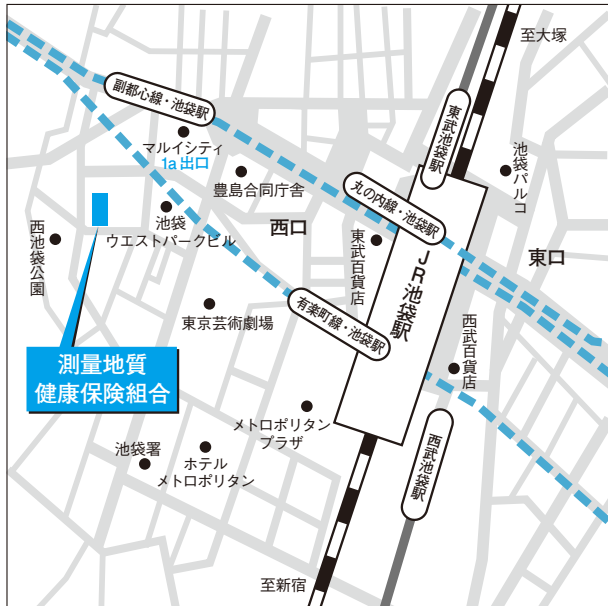 至大塚
副都心線・池袋駅
東武池袋駅
マルイシティ
1a 出口
豊島合同庁舎
池袋パルコ
丸の内線・池袋駅
西池袋公園
池袋
ウエストパークビル
西口
東武百貨店
JR池袋駅
東口
東京芸術劇場
有楽町線・池袋駅
西武百貨店
測量地質
健康保険組合
メトロポリタン
プラザ
池袋署
ホテル
メトロポリタン
西武池袋駅
至新宿